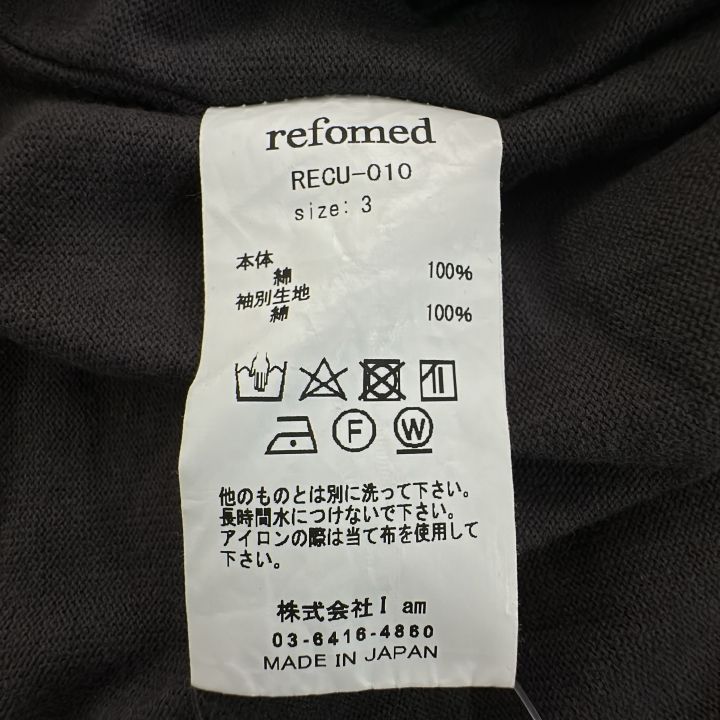 refomed
RECU-010
size: 3
本体
綿 100%
袖別生地
綿 100%
F W
他のものとは別に洗って下さい。
長時間水につけないで下さい。
アイロンの際は当て布を使用して
下さい。
株式会社I am
03-6416-4860
MADE IN JAPAN